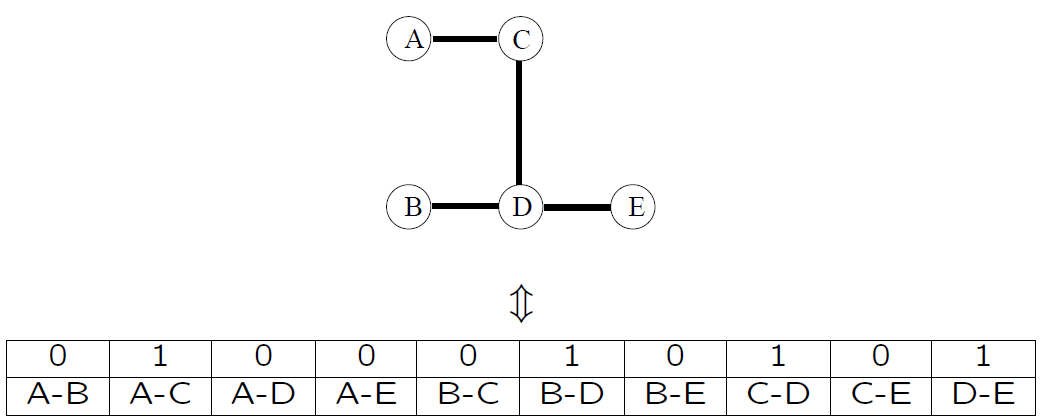 A C
B D E
⇕
0 1 0 0 0 1 0 1 0 1
A-B A-C A-D A-E B-C B-D B-E C-D C-E D-E